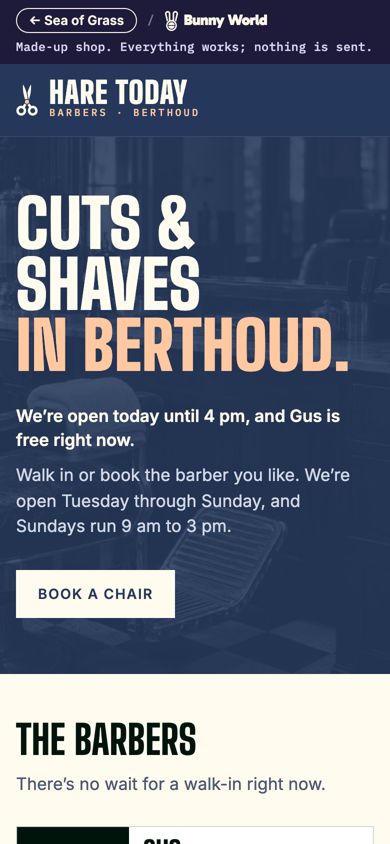 ← Sea of Grass / Bunny World
Made-up shop. Everything works; nothing is sent.
HARE TODAY
BARBERS · BERTHOUD
CUTS &
SHAVES
IN BERTHOUD.
We’re open today until 4 pm, and Gus is
free right now.
Walk in or book the barber you like. We’re
open Tuesday through Sunday, and
Sundays run 9 am to 3 pm.
BOOK A CHAIR
THE BARBERS
There’s no wait for a walk-in right now.
GUS